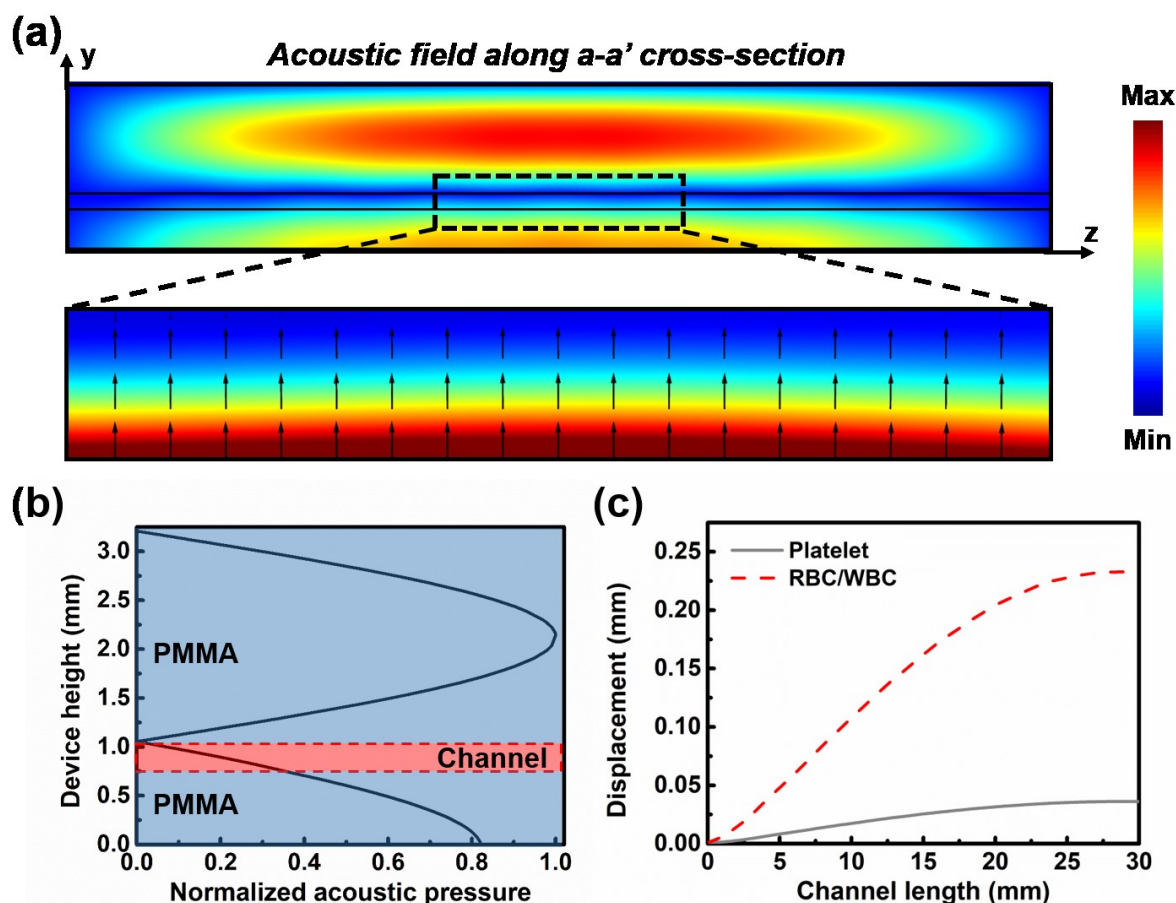 (a)
y
Acoustic field along a-a' cross-section
Max
z
Min
(b)
Device height (mm)
3.0
2.5
2.0
1.5
1.0
0.5
0.0
PMMA
Channel
PMMA
0.0 0.2 0.4 0.6 0.8 1.0
Normalized acoustic pressure
(c)
Displacement (mm)
0.25
0.20
0.15
0.10
0.05
0.00
Platelet
RBC/WBC
0 5 10 15 20 25 30
Channel length (mm)